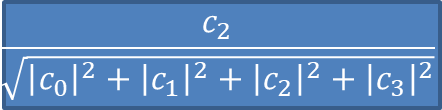 c₂
√|c₀|² + |c₁|² + |c₂|² + |c₃|²